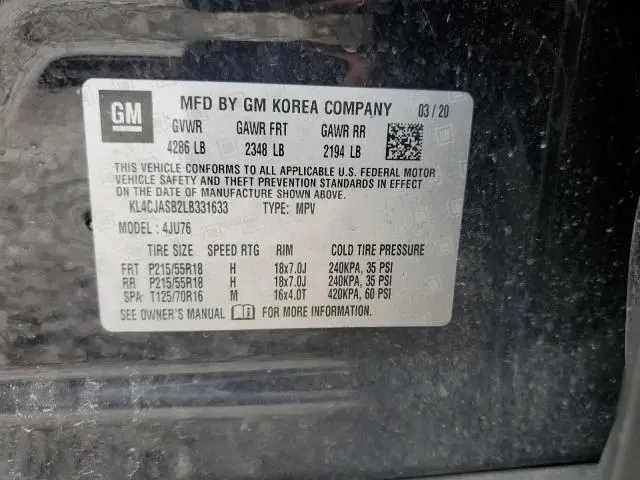 GM
MFD BY GM KOREA COMPANY 03/20
GVWR GAWR FRT GAWR RR
4286 LB 2348 LB 2194 LB
THIS VEHICLE CONFORMS TO ALL APPLICABLE U.S. FEDERAL MOTOR
VEHICLE SAFETY AND THEFT PREVENTION STANDARDS IN EFFECT
ON THE DATE OF MANUFACTURE SHOWN ABOVE.
KL4CJASB2LB331633 TYPE: MPV
MODEL: 4JU76
TIRE SIZE SPEED RTG RIM COLD TIRE PRESSURE
FRT P215/55R18 H 18x7.0J 240KPA, 35 PSI
RR P215/55R18 H 18x7.0J 240KPA, 35 PSI
SPA: T125/70R16 M 16x4.0T 420KPA, 60 PSI
SEE OWNER'S MANUAL FOR MORE INFORMATION.